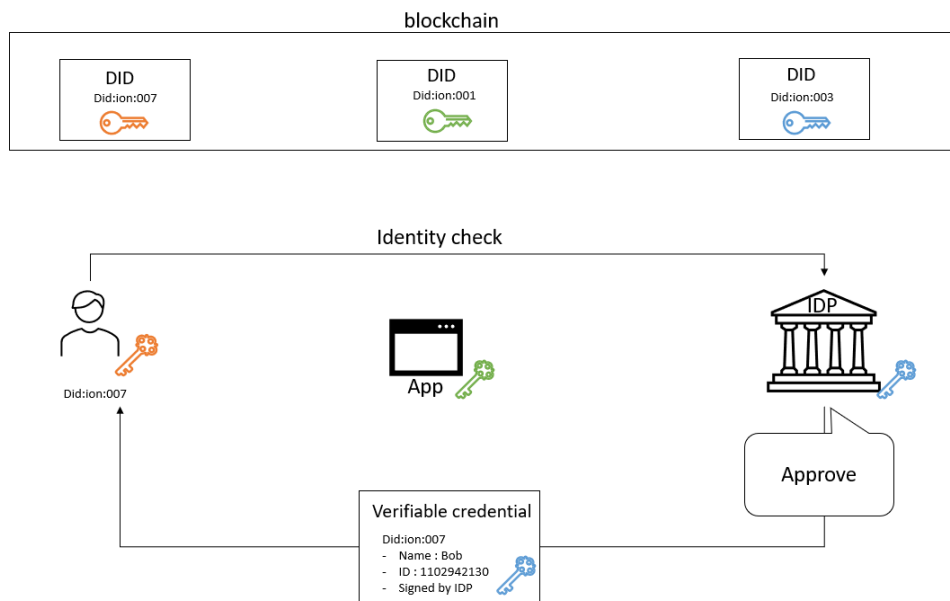 blockchain
DID
Did:ion:007
DID
Did:ion:001
DID
Did:ion:003
Identity check
IDP
App
Did:ion:007
Approve
Verifiable credential
Did:ion:007
- Name : Bob
- ID : 1102942130
- Signed by IDP